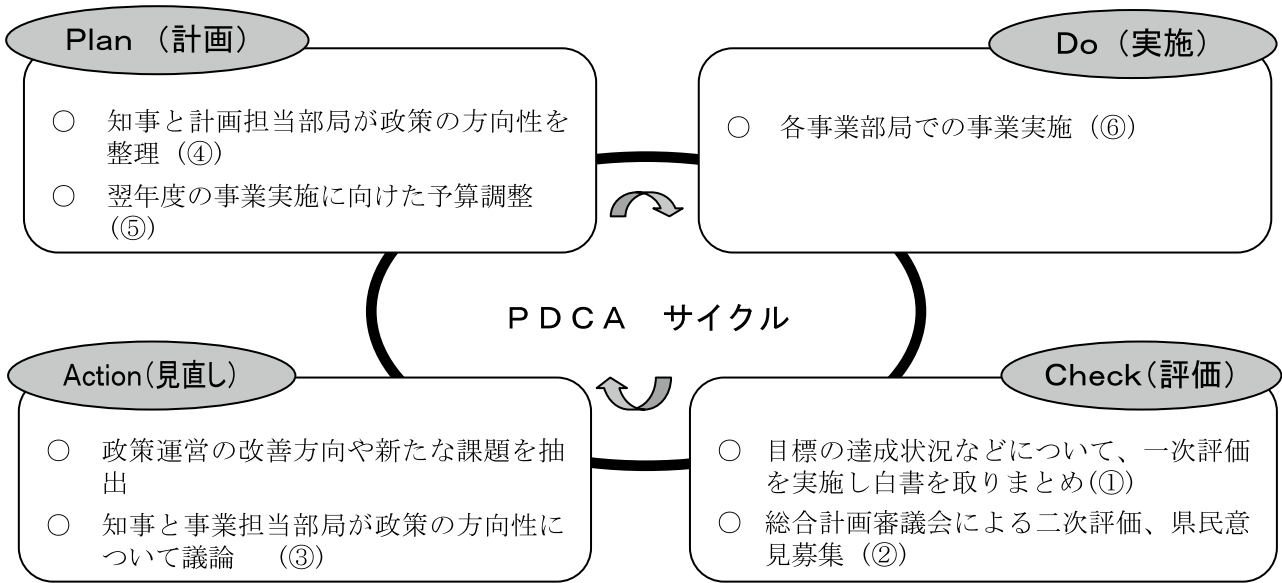 Plan （計画）
○ 知事と計画担当部局が政策の方向性を
整理（④）
○ 翌年度の事業実施に向けた予算調整
（⑤）
Do（実施）
○ 各事業部局での事業実施（⑥）
ＰＤＣＡ　サイクル
Action（見直し）
○ 政策運営の改善方向や新たな課題を抽
出
○ 知事と事業担当部局が政策の方向性に
ついて議論　（③）
Check（評価）
○ 目標の達成状況などについて、一次評価
を実施し白書を取りまとめ（①）
○ 総合計画審議会による二次評価、県民意
見募集（②）